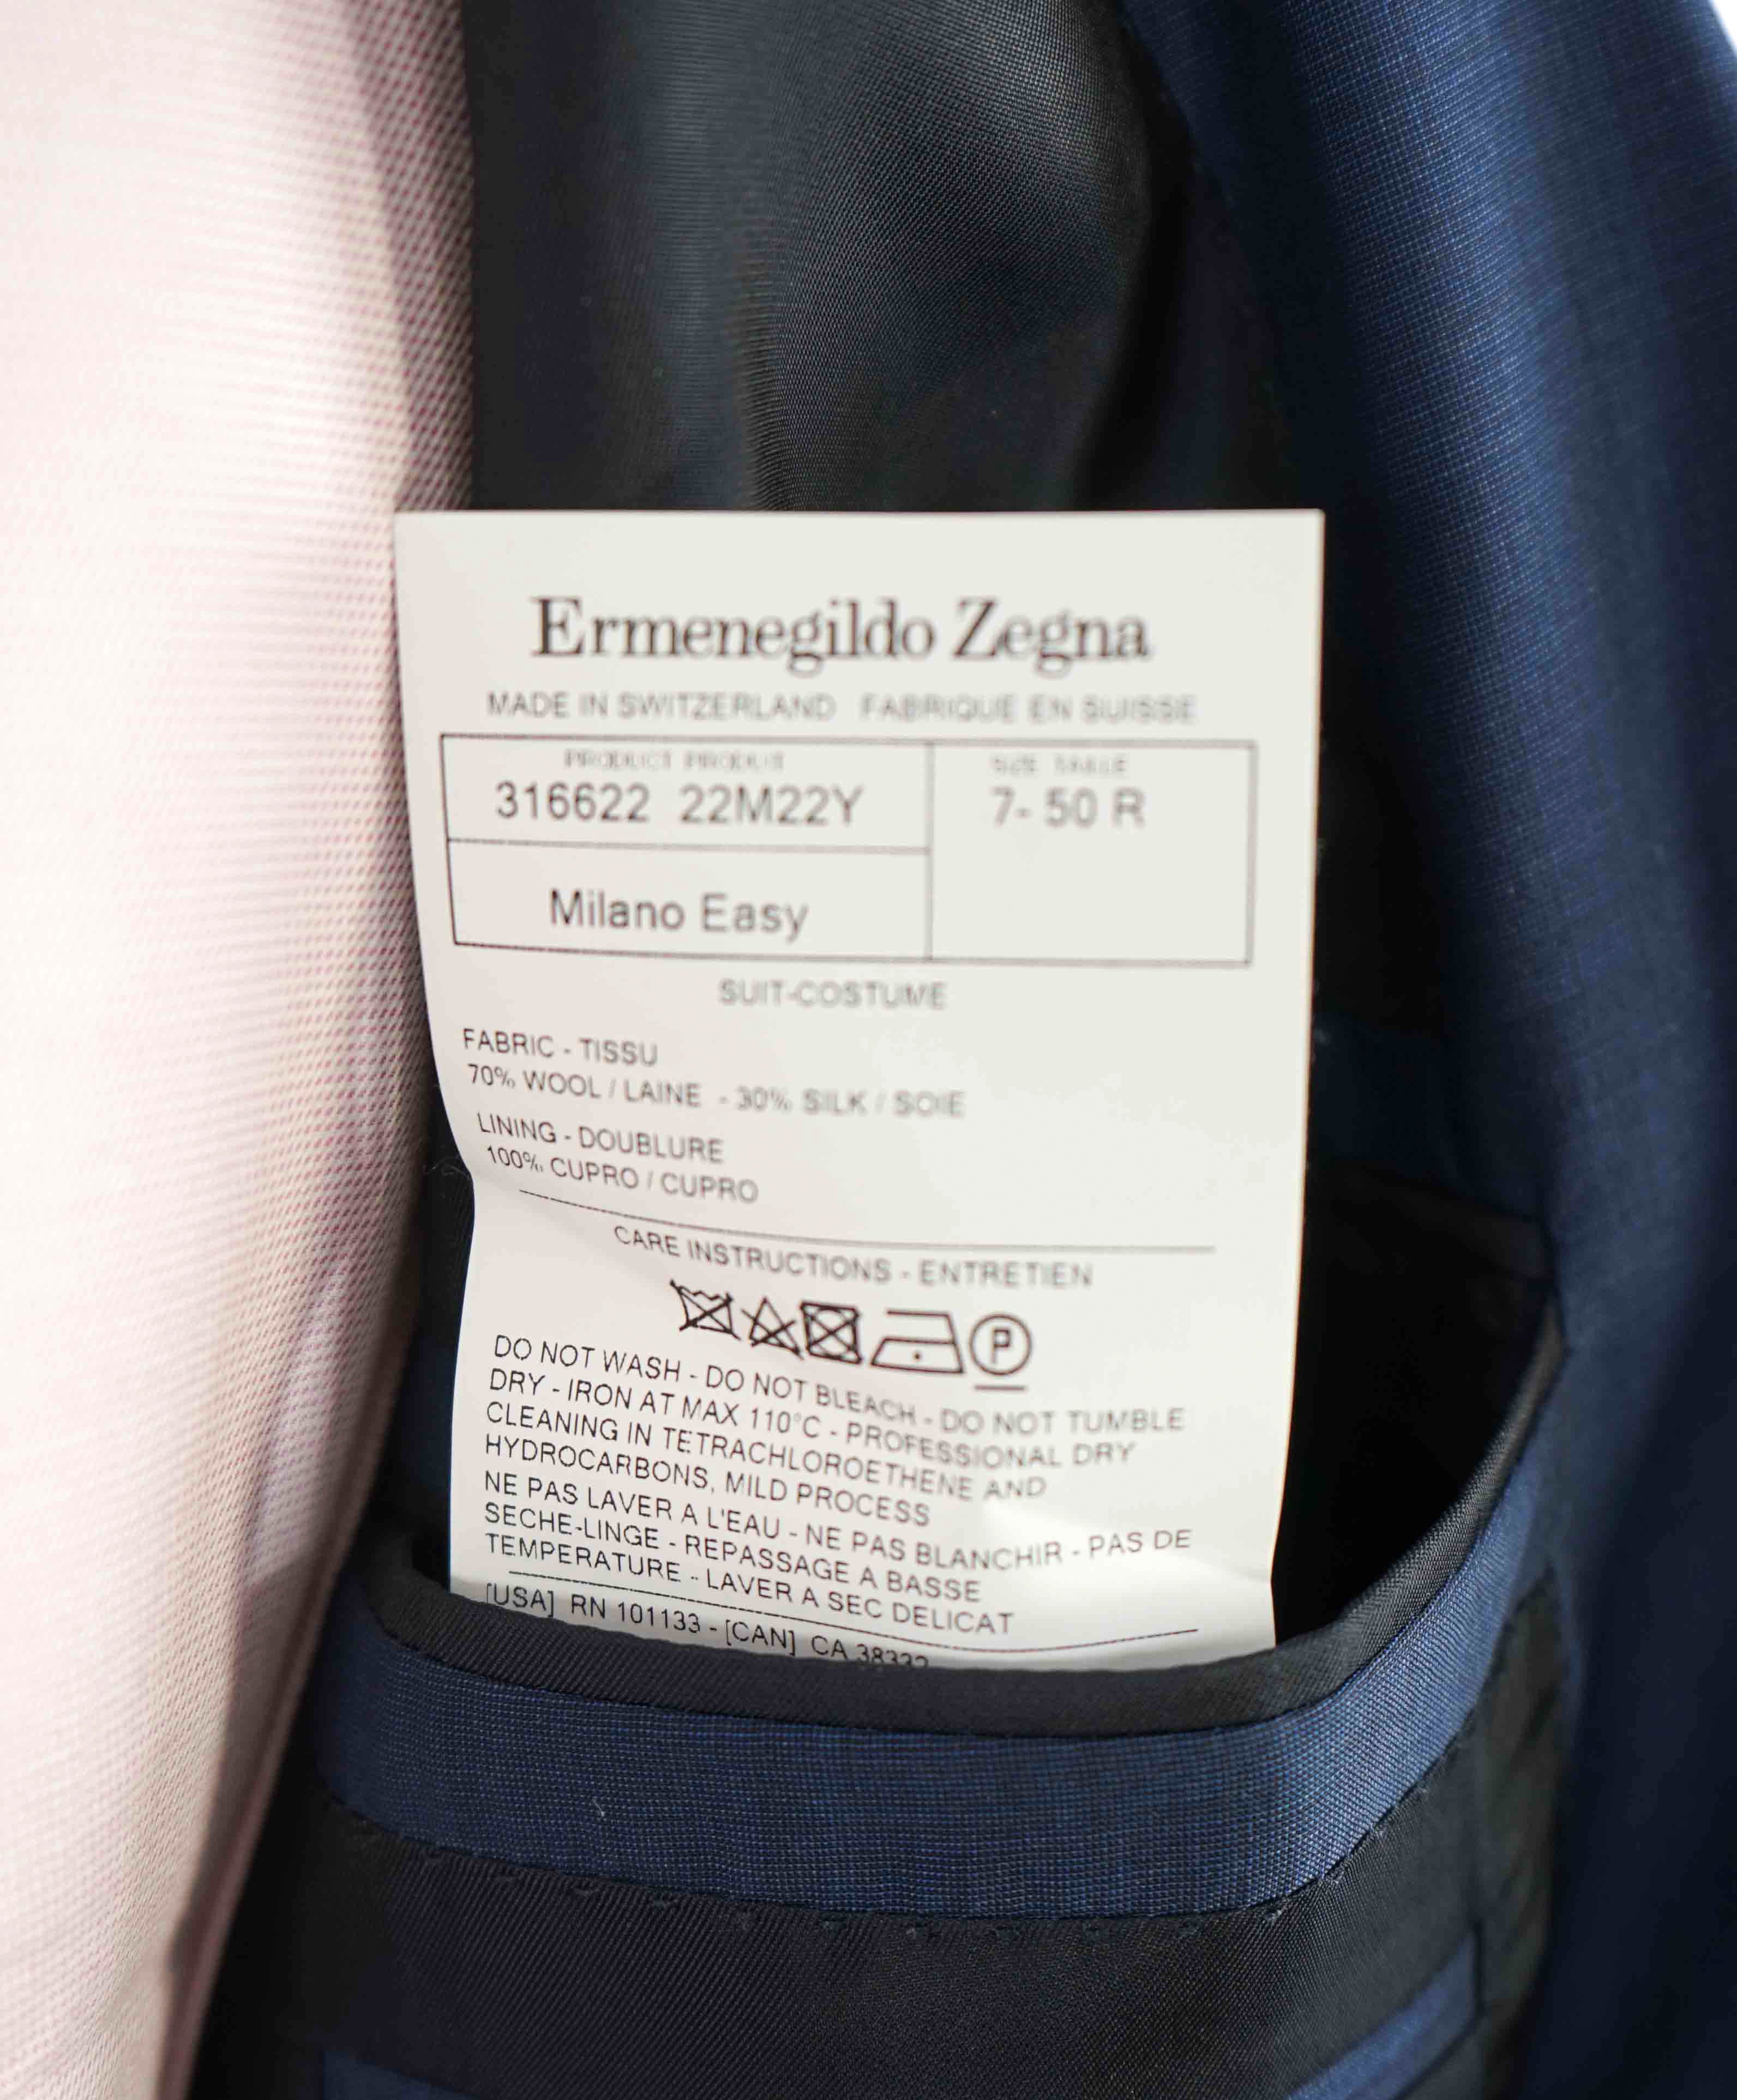 Ermenegildo Zegna
MADE IN SWITZERLAND FABRIQUE EN SUISSE
PRODUCT PRODUIT
316622 22M22Y
SIZE TAILLE
7- 50 R
Milano Easy
SUIT-COSTUME
FABRIC - TISSU
70% WOOL / LAINE - 30% SILK / SOIE
LINING - DOUBLURE
100% CUPRO / CUPRO
CARE INSTRUCTIONS - ENTRETIEN
P
DO NOT WASH - DO NOT BLEACH - DO NOT TUMBLE
DRY - IRON AT MAX 110°C - PROFESSIONAL DRY
CLEANING IN TETRACHLOROETHENE AND
HYDROCARBONS, MILD PROCESS
NE PAS LAVER A L'EAU - NE PAS BLANCHIR - PAS DE
SECHE-LINGE - REPASSAGE A BASSE
TEMPERATURE - LAVER A SEC DELICAT
[USA] RN 101133 - [CAN] CA 38332